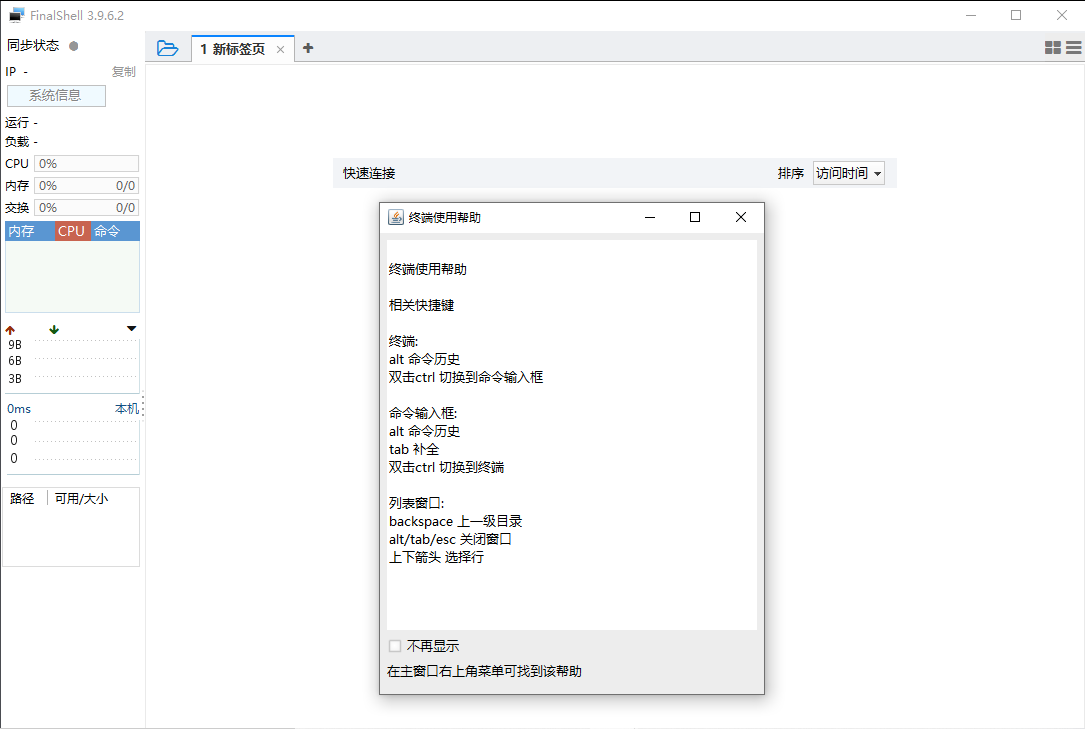 FinalShell 3.9.6.2
同步状态
1 新标签页
IP -
复制
系统信息
运行 -
负载 -
CPU 0%
内存 0% 0/0
交换 0% 0/0
内存 CPU 命令
9B
6B
3B
0ms 本机
0
0
0
路径 可用/大小
快速连接 排序 访问时间
终端使用帮助
终端使用帮助
相关快捷键
终端:
alt 命令历史
双击ctrl 切换到命令输入框
命令输入框:
alt 命令历史
tab 补全
双击ctrl 切换到终端
列表窗口:
backspace 上一级目录
alt/tab/esc 关闭窗口
上下箭头 选择行
不再显示
在主窗口右上角菜单可找到该帮助